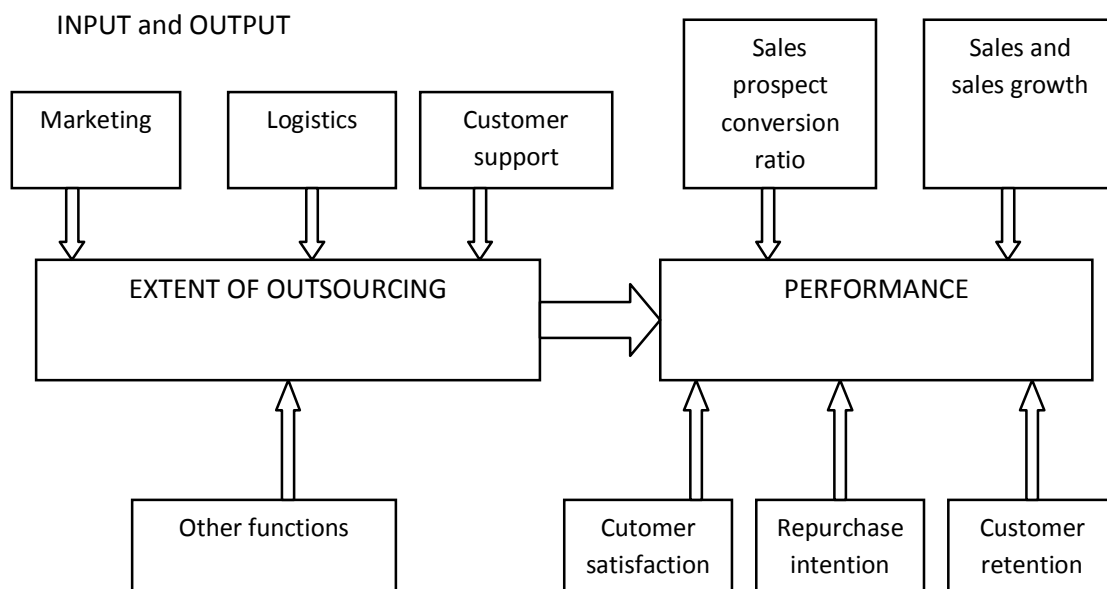 INPUT and OUTPUT
Marketing
Logistics
Customer
support
Sales
prospect
conversion
ratio
Sales and
sales growth
EXTENT OF OUTSOURCING
PERFORMANCE
Other functions
Cutomer
satisfaction
Repurchase
intention
Customer
retention